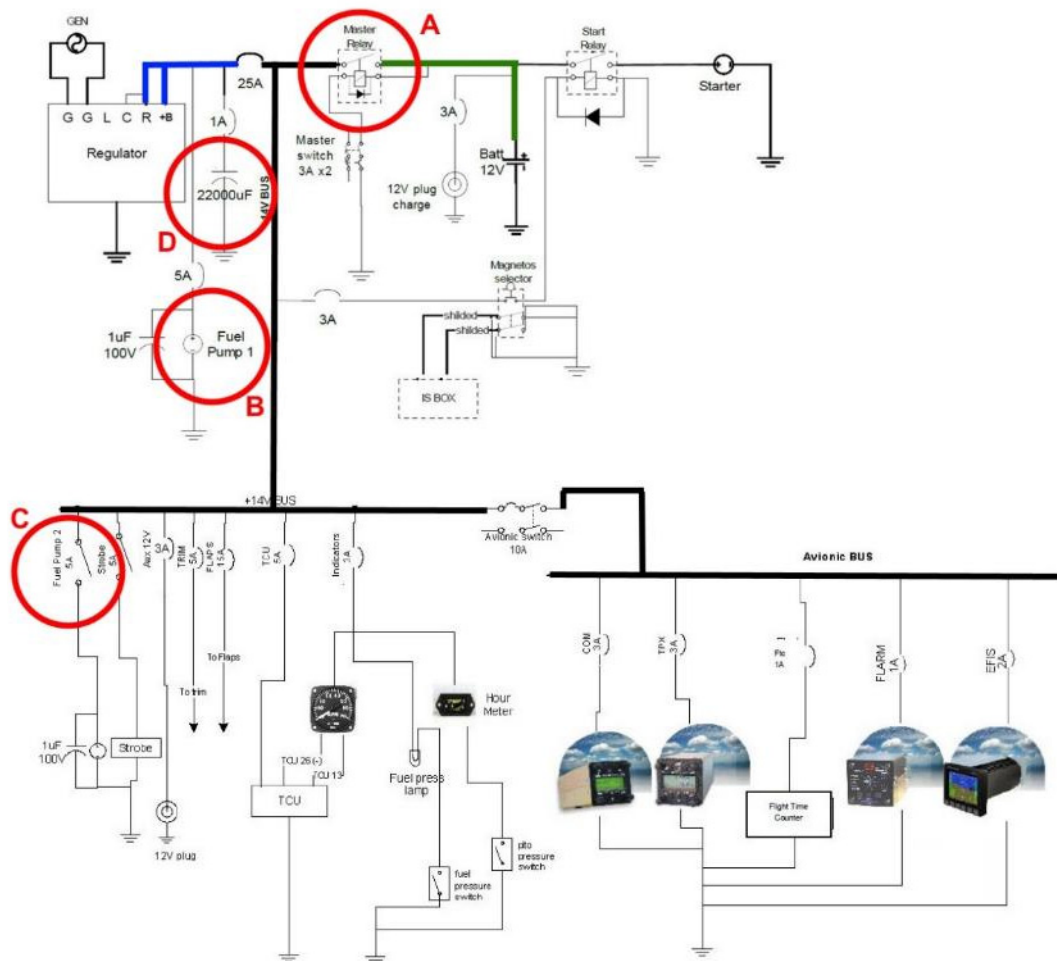 GEN
A
Master
Relay
Start
Relay
25A
Starter
G G L C R +B
Regulator
1A
3A
Master
switch
3A x2
Batt
12V
12V plug
charge
22000uF
14V BUS
D
5A
3A
Magnetos
selector
shilded
shilded
1uF
100V
Fuel
Pump 1
B
IS BOX
C
+14V BUS
Fuel Pump 2
5A
Strobe
5A
Aux 12V
3A
TRIM
5A
FLAPS
15A
TCU
5A
Indicators
3A
Avionic switch
10A
Avionic BUS
COM
3A
TPX
3A
1A
FLARM
1A
EFIS
2A
To trim
To Flaps
Hour
Meter
1uF
100V
Strobe
TCU 26 (-)
TCU 13
Fuel press
lamp
TCU
12V plug
Flight Time
Counter
pito
pressure
switch
fuel
pressure
switch